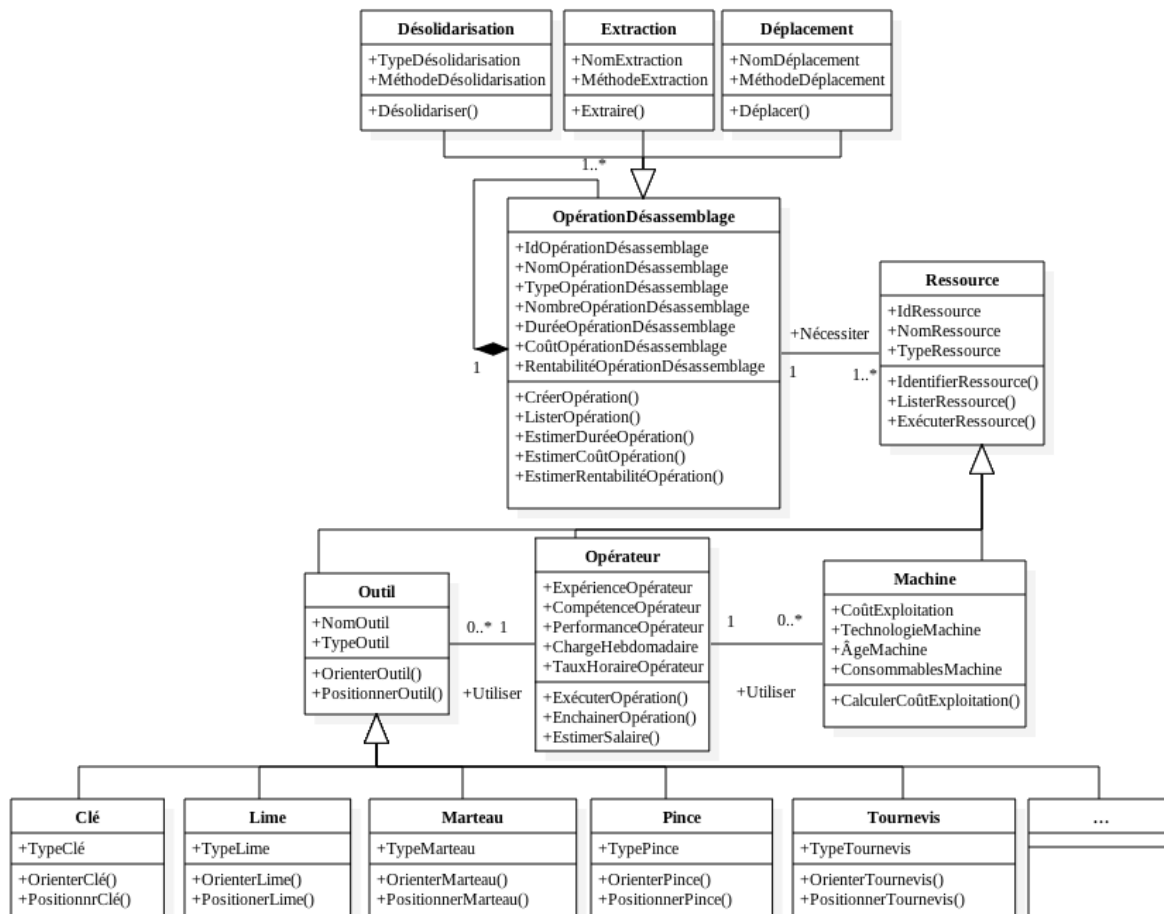 Désolidarisation
+TypeDésolidarisation
+MéthodeDésolidarisation
+Désolidariser()
Extraction
+NomExtraction
+MéthodeExtraction
+Extraire()
Déplacement
+NomDéplacement
+MéthodeDéplacement
+Déplacer()
1..*
1
OpérationDésassemblage
+IdOpérationDésassemblage
+NomOpérationDésassemblage
+TypeOpérationDésassemblage
+NombreOpérationDésassemblage
+DuréeOpérationDésassemblage
+CoûtOpérationDésassemblage
+RentabilitéOpérationDésassemblage
+CréerOpération()
+ListerOpération()
+EstimerDuréeOpération()
+EstimerCoûtOpération()
+EstimerRentabilitéOpération()
+Nécessiter
1
1..*
Ressource
+IdRessource
+NomRessource
+TypeRessource
+IdentifierRessource()
+ListerRessource()
+ExécuterRessource()
Outil
+NomOutil
+TypeOutil
+OrienterOutil()
+PositionnerOutil()
0..*
1
+Utiliser
Opérateur
+ExpérienceOpérateur
+CompétenceOpérateur
+PerformanceOpérateur
+ChargeHebdomadaire
+TauxHoraireOpérateur
+ExécuterOpération()
+EnchainerOpération()
+EstimerSalaire()
1
0..*
+Utiliser
Machine
+CoûtExploitation
+TechnologieMachine
+ÂgeMachine
+ConsommablesMachine
+CalculerCoûtExploitation()
Clé
+TypeClé
+OrienterClé()
+PositionnrClé()
Lime
+TypeLime
+OrienterLime()
+PositionerLime()
Marteau
+TypeMarteau
+OrienterMarteau()
+PositionnerMarteau()
Pince
+TypePince
+OrienterPince()
+PositionnerPince()
Tournevis
+TypeTournevis
+OrienterTournevis()
+PositionnerTournevis()
...